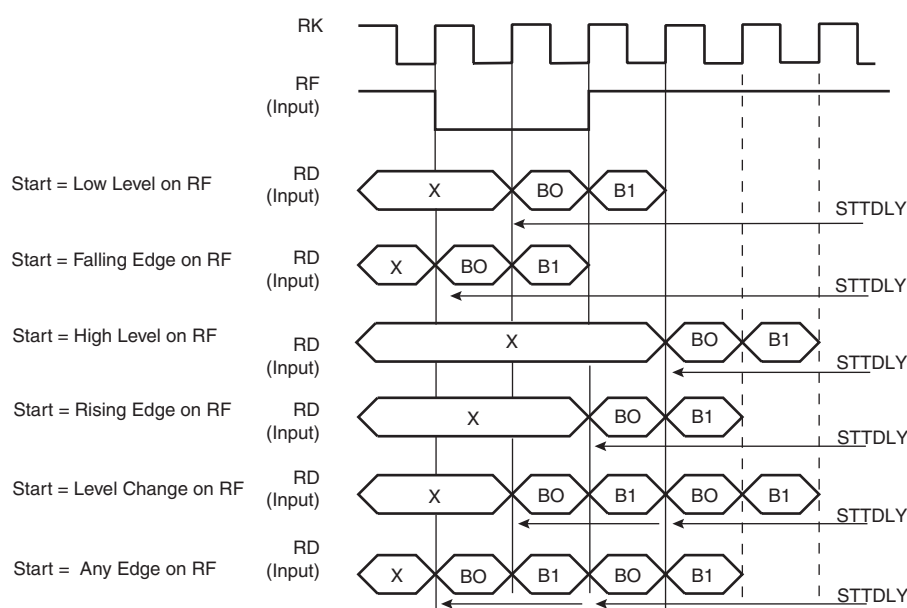 RK
RF
(Input)
Start = Low Level on RF
RD
(Input)
X
BO
B1
STTDLY
Start = Falling Edge on RF
RD
(Input)
X
BO
B1
STTDLY
Start = High Level on RF
RD
(Input)
X
BO
B1
STTDLY
Start = Rising Edge on RF
RD
(Input)
X
BO
B1
STTDLY
Start = Level Change on RF
RD
(Input)
X
BO
B1
BO
B1
STTDLY
Start = Any Edge on RF
RD
(Input)
X
BO
B1
BO
B1
STTDLY